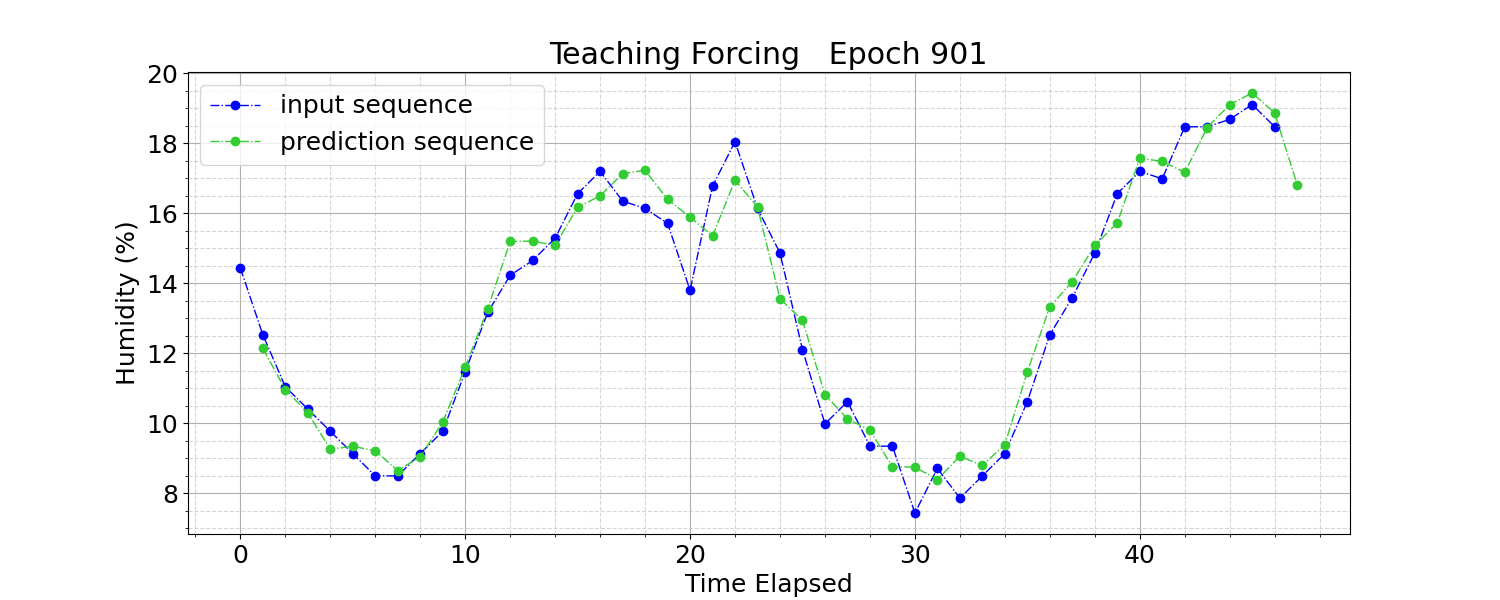 Teaching Forcing   Epoch 901
input sequence
prediction sequence
Humidity (%)
20
18
16
14
12
10
8
0 10 20 30 40
Time Elapsed